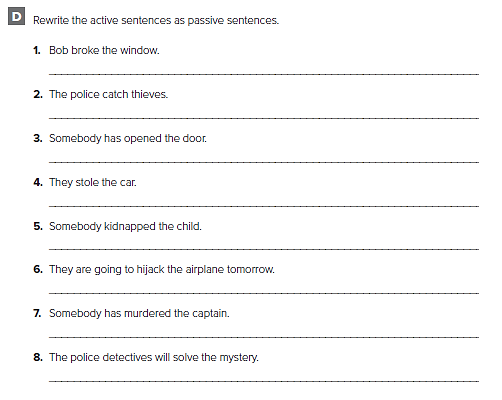 D Rewrite the active sentences as passive sentences.
1. Bob broke the window.
2. The police catch thieves.
3. Somebody has opened the door.
4. They stole the car.
5. Somebody kidnapped the child.
6. They are going to hijack the airplane tomorrow.
7. Somebody has murdered the captain.
8. The police detectives will solve the mystery.